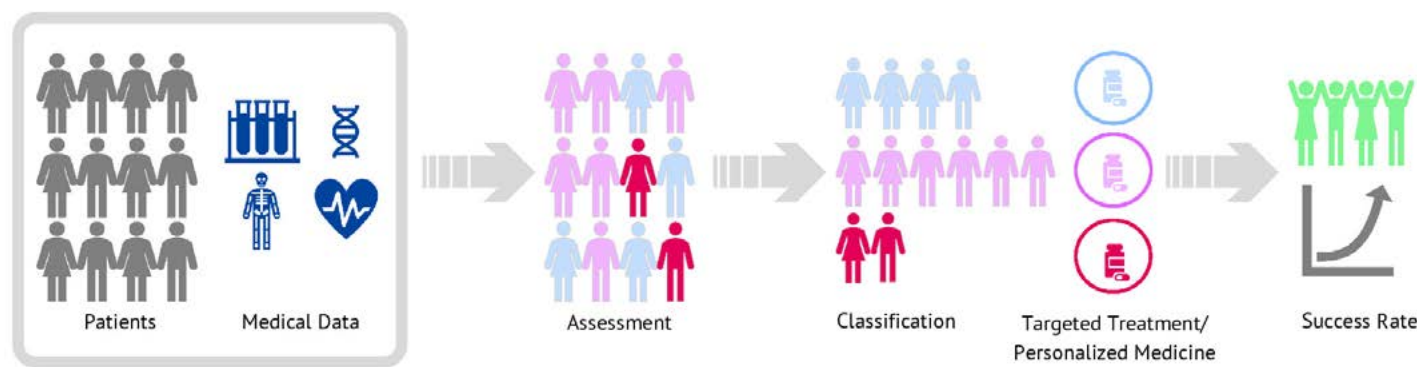 Patients
Medical Data
Assessment
Classification
Targeted Treatment/
Personalized Medicine
Success Rate